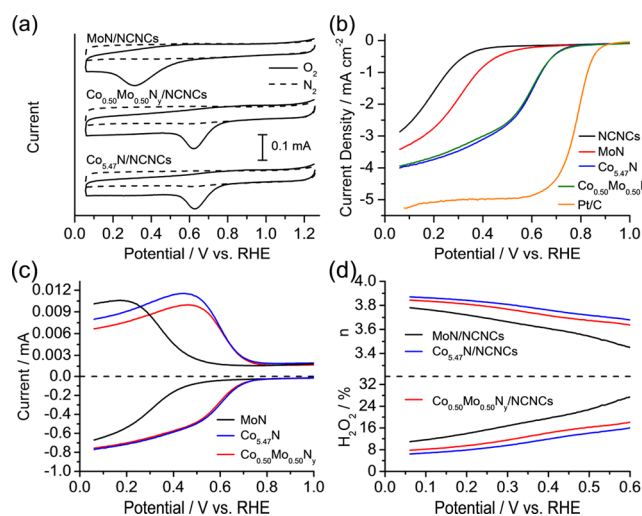 (a)
MoN/NCNCs
O₂
N₂
Co₀.₅₀Mo₀.₅₀Nᵧ/NCNCs
0.1 mA
Co₅.₄₇N/NCNCs
Current
0.0 0.2 0.4 0.6 0.8 1.0 1.2
Potential / V vs. RHE
(b)
0
-1
-2
-3
-4
-5
Current Density / mA cm⁻²
NCNCs
MoN
Co₅.₄₇N
Co₀.₅₀Mo₀.₅₀N
Pt/C
0.0 0.2 0.4 0.6 0.8 1.0
Potential / V vs. RHE
(c)
0.012
0.009
0.006
0.003
0.0
-0.2
-0.4
-0.6
-0.8
-1.0
Current / mA
MoN
Co₅.₄₇N
Co₀.₅₀Mo₀.₅₀Nᵧ
0.0 0.2 0.4 0.6 0.8 1.0
Potential / V vs. RHE
(d)
4.0
3.8
3.6
3.4
n
MoN/NCNCs
Co₅.₄₇N/NCNCs
32
24
16
8
0
H₂O₂ / %
Co₀.₅₀Mo₀.₅₀Nᵧ/NCNCs
0.0 0.1 0.2 0.3 0.4 0.5 0.6
Potential / V vs. RHE